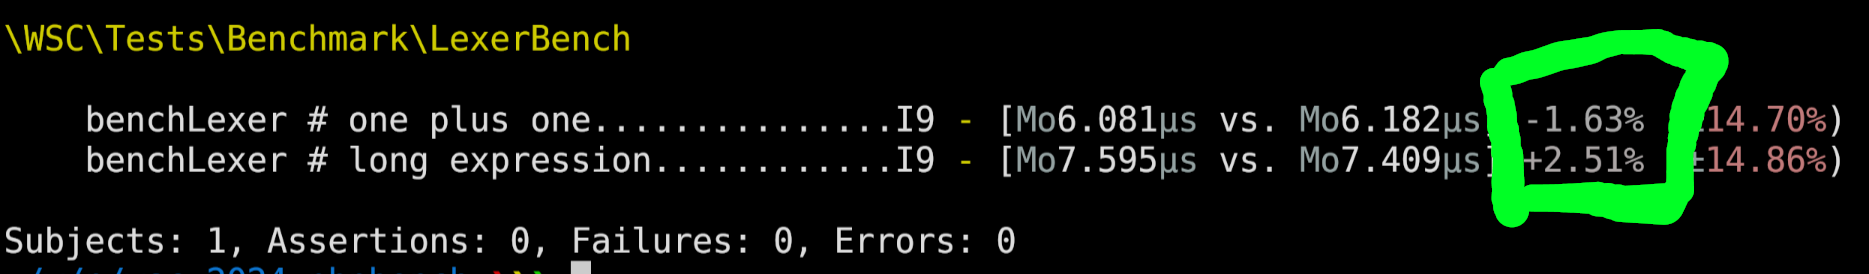 \WSC\Tests\Benchmark\LexerBench
benchLexer # one plus one...............I9 - [Mo6.081μs vs. Mo6.182μs] -1.63% (±14.70%)
benchLexer # long expression............I9 - [Mo7.595μs vs. Mo7.409μs] +2.51% (±14.86%)
Subjects: 1, Assertions: 0, Failures: 0, Errors: 0